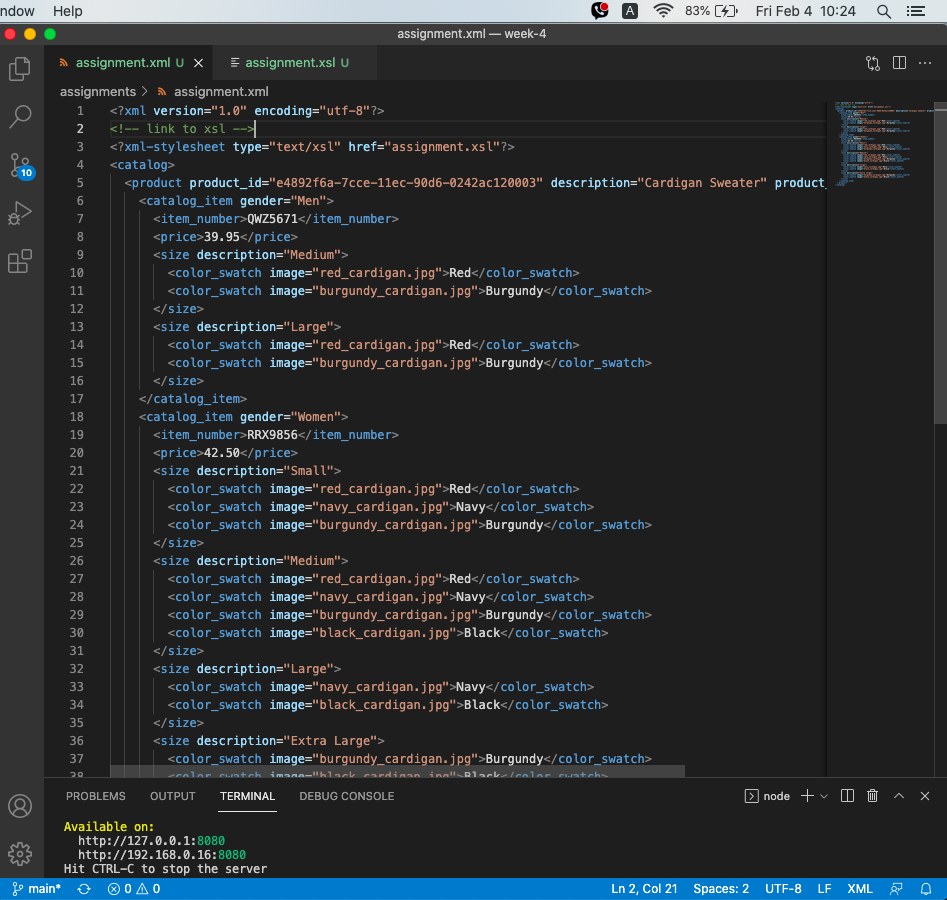 ndow Help A 83% Fri Feb 4 10:24
assignment.xml — week-4
assignment.xml U assignment.xsl U
assignments > assignment.xml
1 <?xml version="1.0" encoding="utf-8"?>
2 <!-- link to xsl -->
3 <?xml-stylesheet type="text/xsl" href="assignment.xsl"?>
4 <catalog>
5 <product product_id="e4892f6a-7cce-11ec-90d6-0242ac120003" description="Cardigan Sweater" product_
6 <catalog_item gender="Men">
7 <item_number>QWZ5671</item_number>
8 <price>39.95</price>
9 <size description="Medium">
10 <color_swatch image="red_cardigan.jpg">Red</color_swatch>
11 <color_swatch image="burgundy_cardigan.jpg">Burgundy</color_swatch>
12 </size>
13 <size description="Large">
14 <color_swatch image="red_cardigan.jpg">Red</color_swatch>
15 <color_swatch image="burgundy_cardigan.jpg">Burgundy</color_swatch>
16 </size>
17 </catalog_item>
18 <catalog_item gender="Women">
19 <item_number>RRX9856</item_number>
20 <price>42.50</price>
21 <size description="Small">
22 <color_swatch image="red_cardigan.jpg">Red</color_swatch>
23 <color_swatch image="navy_cardigan.jpg">Navy</color_swatch>
24 <color_swatch image="burgundy_cardigan.jpg">Burgundy</color_swatch>
25 </size>
26 <size description="Medium">
27 <color_swatch image="red_cardigan.jpg">Red</color_swatch>
28 <color_swatch image="navy_cardigan.jpg">Navy</color_swatch>
29 <color_swatch image="burgundy_cardigan.jpg">Burgundy</color_swatch>
30 <color_swatch image="black_cardigan.jpg">Black</color_swatch>
31 </size>
32 <size description="Large">
33 <color_swatch image="navy_cardigan.jpg">Navy</color_swatch>
34 <color_swatch image="black_cardigan.jpg">Black</color_swatch>
35 </size>
36 <size description="Extra Large">
37 <color_swatch image="burgundy_cardigan.jpg">Burgundy</color_swatch>
38 <color_swatch image="black_cardigan.jpg">Black</color_swatch>
10
PROBLEMS OUTPUT TERMINAL DEBUG CONSOLE node
Available on:
http://127.0.0.1:8080
http://192.168.0.16:8080
Hit CTRL-C to stop the server
main* 0 0 Ln 2, Col 21 Spaces: 2 UTF-8 LF XML